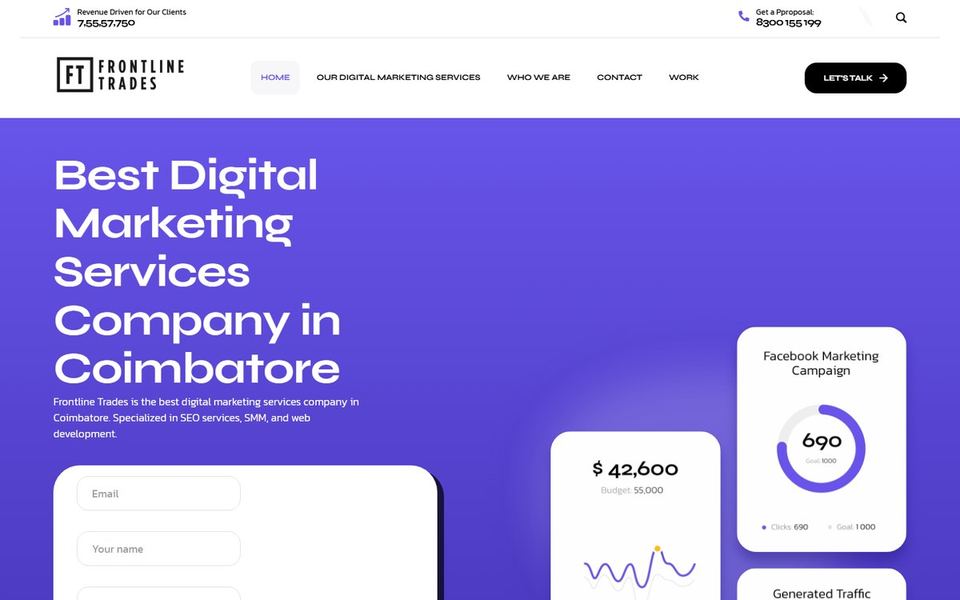 Revenue Driven for Our Clients
7,55,57,750
Get a Pproposal:
8300 155 199
FT FRONTLINE
TRADES
HOME
OUR DIGITAL MARKETING SERVICES
WHO WE ARE
CONTACT
WORK
LET'S TALK
Best Digital
Marketing
Services
Company in
Coimbatore
Frontline Trades is the best digital marketing services company in
Coimbatore. Specialized in SEO services, SMM, and web
development.
Email
Your name
$ 42,600
Budget: 55,000
Facebook Marketing
Campaign
690
Goal: 1000
Clicks: 690
Goal: 1 000
Generated Traffic